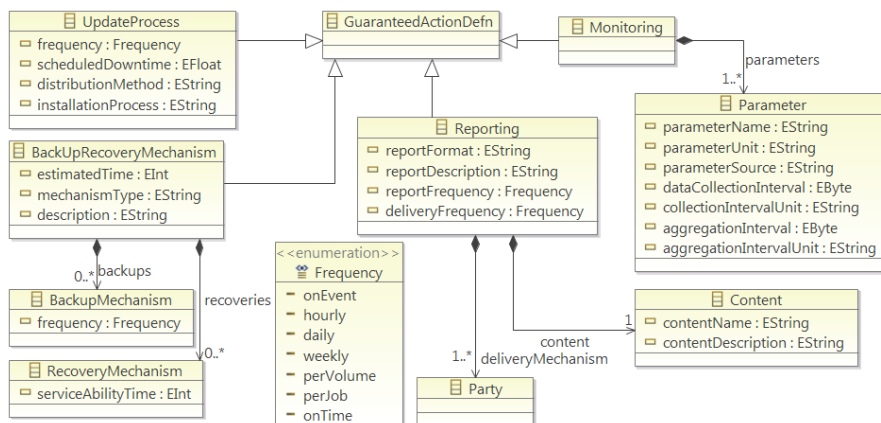 UpdateProcess
frequency : Frequency
scheduledDowntime : EFloat
distributionMethod : EString
installationProcess : EString
GuaranteedActionDefn
Monitoring
parameters
1..*
Parameter
parameterName : EString
parameterUnit : EString
parameterSource : EString
dataCollectionInterval : EByte
collectionIntervalUnit : EString
aggregationInterval : EByte
aggregationIntervalUnit : EString
BackUpRecoveryMechanism
estimatedTime : EInt
mechanismType : EString
description : EString
Reporting
reportFormat : EString
reportDescription : EString
reportFrequency : Frequency
deliveryFrequency : Frequency
0..*
backups
BackupMechanism
frequency : Frequency
recoveries
0..*
RecoveryMechanism
serviceAbilityTime : EInt
<<enumeration>>
Frequency
onEvent
hourly
daily
weekly
perVolume
perJob
onTime
1
content
deliveryMechanism
1..*
Party
Content
contentName : EString
contentDescription : EString